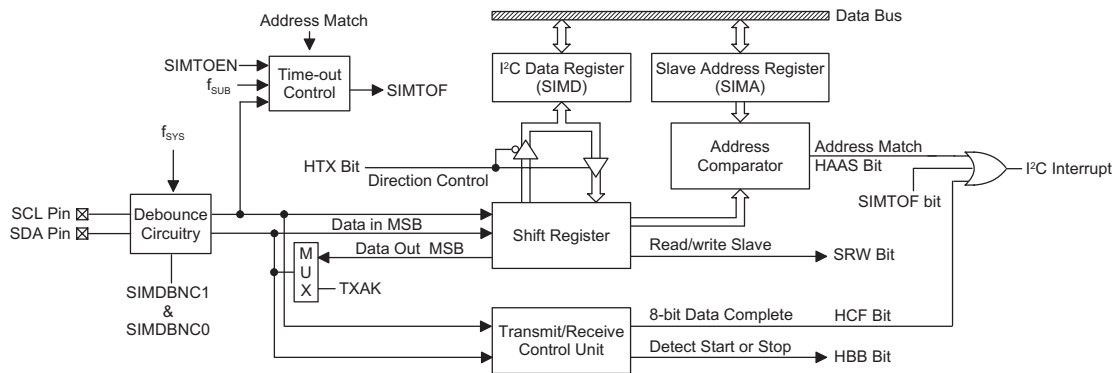 Data Bus
Address Match
SIMTOEN
f_SUB
Time-out
Control
SIMTOF
I²C Data Register
(SIMD)
Slave Address Register
(SIMA)
f_SYS
HTX Bit
Direction Control
Address
Comparator
Address Match
HAAS Bit
I²C Interrupt
SIMTOF bit
SCL Pin
SDA Pin
Debounce
Circuitry
Data in MSB
Shift Register
Data Out MSB
M
U
X
TXAK
Read/write Slave
SRW Bit
SIMDBNC1
&
SIMDBNC0
Transmit/Receive
Control Unit
8-bit Data Complete
HCF Bit
Detect Start or Stop
HBB Bit